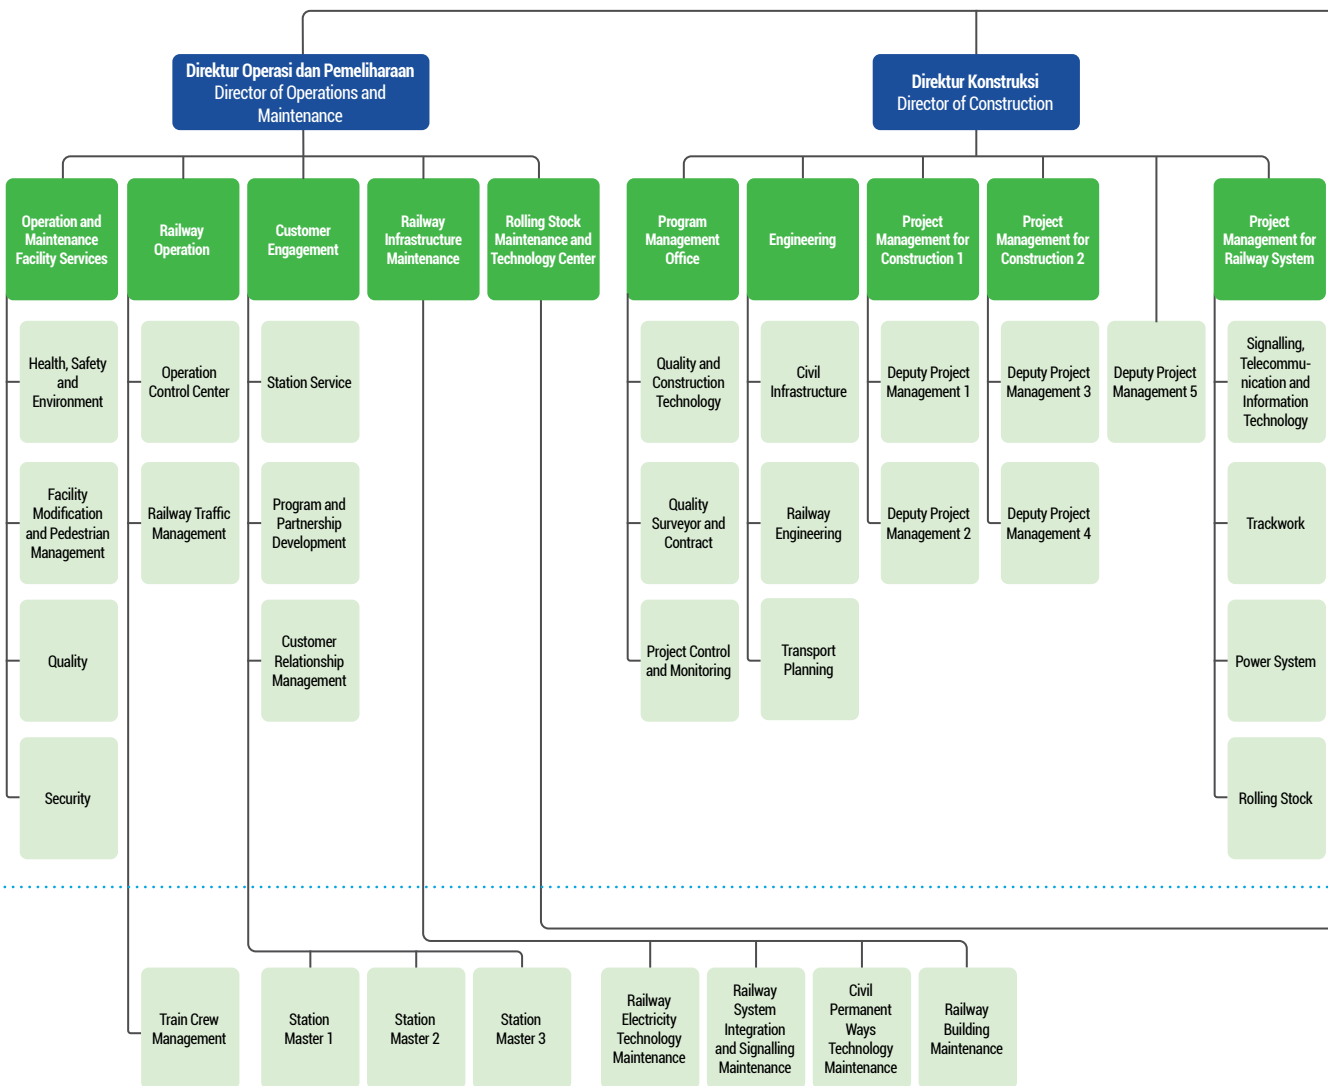 Direktur Operasi dan Pemeliharaan
Director of Operations and
Maintenance
Direktur Konstruksi
Director of Construction
Operation and
Maintenance
Facility Services
Railway
Operation
Customer
Engagement
Railway
Infrastructure
Maintenance
Rolling Stock
Maintenance and
Technology Center
Program
Management
Office
Engineering
Project
Management for
Construction 1
Project
Management for
Construction 2
Project
Management for
Railway System
Health, Safety
and
Environment
Operation
Control Center
Station Service
Quality and
Construction
Technology
Civil
Infrastructure
Deputy Project
Management 1
Deputy Project
Management 3
Deputy Project
Management 5
Signalling,
Telecommu-
nication and
Information
Technology
Facility
Modification
and Pedestrian
Management
Railway Traffic
Management
Program and
Partnership
Development
Quality
Surveyor and
Contract
Railway
Engineering
Deputy Project
Management 2
Deputy Project
Management 4
Trackwork
Quality
Customer
Relationship
Management
Project Control
and Monitoring
Transport
Planning
Power System
Security
Rolling Stock
Train Crew
Management
Station
Master 1
Station
Master 2
Station
Master 3
Railway
Electricity
Technology
Maintenance
Railway
System
Integration
and Signalling
Maintenance
Civil
Permanent
Ways
Technology
Maintenance
Railway
Building
Maintenance